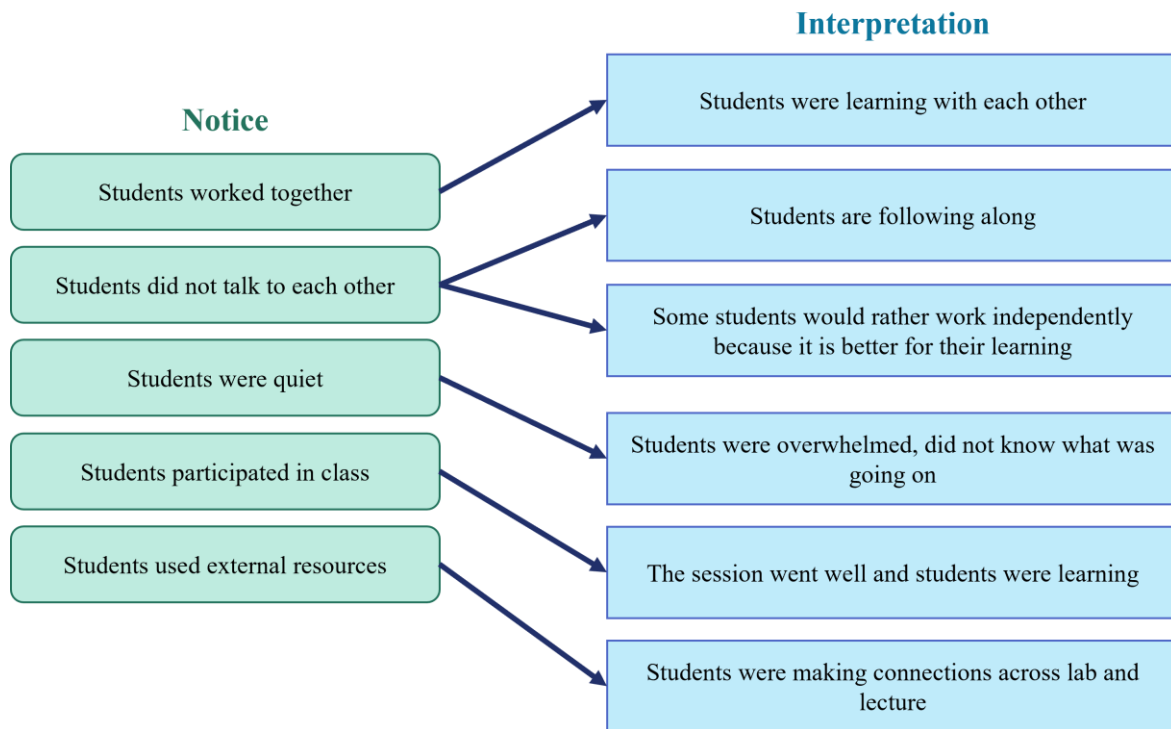 Notice
Students worked together
Students did not talk to each other
Students were quiet
Students participated in class
Students used external resources
Interpretation
Students were learning with each other
Students are following along
Some students would rather work independently
because it is better for their learning
Students were overwhelmed, did not know what was
going on
The session went well and students were learning
Students were making connections across lab and
lecture